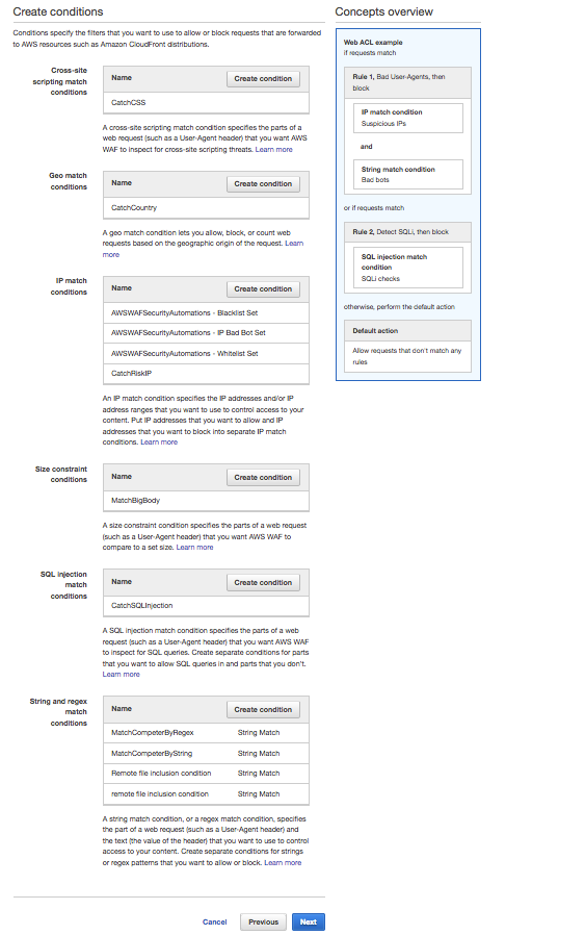 Create conditions
Conditions specify the filters that you want to use to allow or block requests that are forwarded
to AWS resources such as Amazon CloudFront distributions.
Cross-site
scripting match
conditions
Name
Create condition
CatchCSS
A cross-site scripting match condition specifies the parts of a
web request (such as a User-Agent header) that you want AWS
WAF to inspect for cross-site scripting threats. Learn more
Geo match
conditions
Name
Create condition
CatchCountry
A geo match condition lets you allow, block, or count web
requests based on the geographic origin of the request. Learn
more
IP match
conditions
Name
Create condition
AWSWAFSecurityAutomations - Blacklist Set
AWSWAFSecurityAutomations - IP Bad Bot Set
AWSWAFSecurityAutomations - Whitelist Set
CatchRiskIP
An IP match condition specifies the IP addresses and/or IP
address ranges that you want to use to control access to your
content. Put IP addresses that you want to allow and IP
addresses that you want to block into separate IP match
conditions. Learn more
Size constraint
conditions
Name
Create condition
MatchBigBody
A size constraint condition specifies the parts of a web request
(such as a User-Agent header) that you want AWS WAF to
compare to a set size. Learn more
SQL injection
match
conditions
Name
Create condition
CatchSQLInjection
A SQL injection match condition specifies the parts of a web
request (such as a User-Agent header) that you want AWS WAF
to inspect for SQL queries. Create separate conditions for parts
that you want to allow SQL queries in and parts that you don't.
Learn more
String and regex
match
conditions
Name
Create condition
MatchCompeterByRegex String Match
MatchCompeterByString String Match
Remote file inclusion condition String Match
remote file inclusion condition String Match
A string match condition, or a regex match condition, specifies
the part of a web request (such as a User-Agent header) and
the text (the value of the header) that you want to use to control
access to your content. Create separate conditions for strings
or regex patterns that you want to allow or block. Learn more
Cancel
Previous
Next
Concepts overview
Web ACL example
if requests match
Rule 1, Bad User-Agents, then
block
IP match condition
Suspicious IPs
and
String match condition
Bad bots
or if requests match
Rule 2, Detect SQLi, then block
SQL injection match
condition
SQLi checks
otherwise, perform the default action
Default action
Allow requests that don't match any
rules